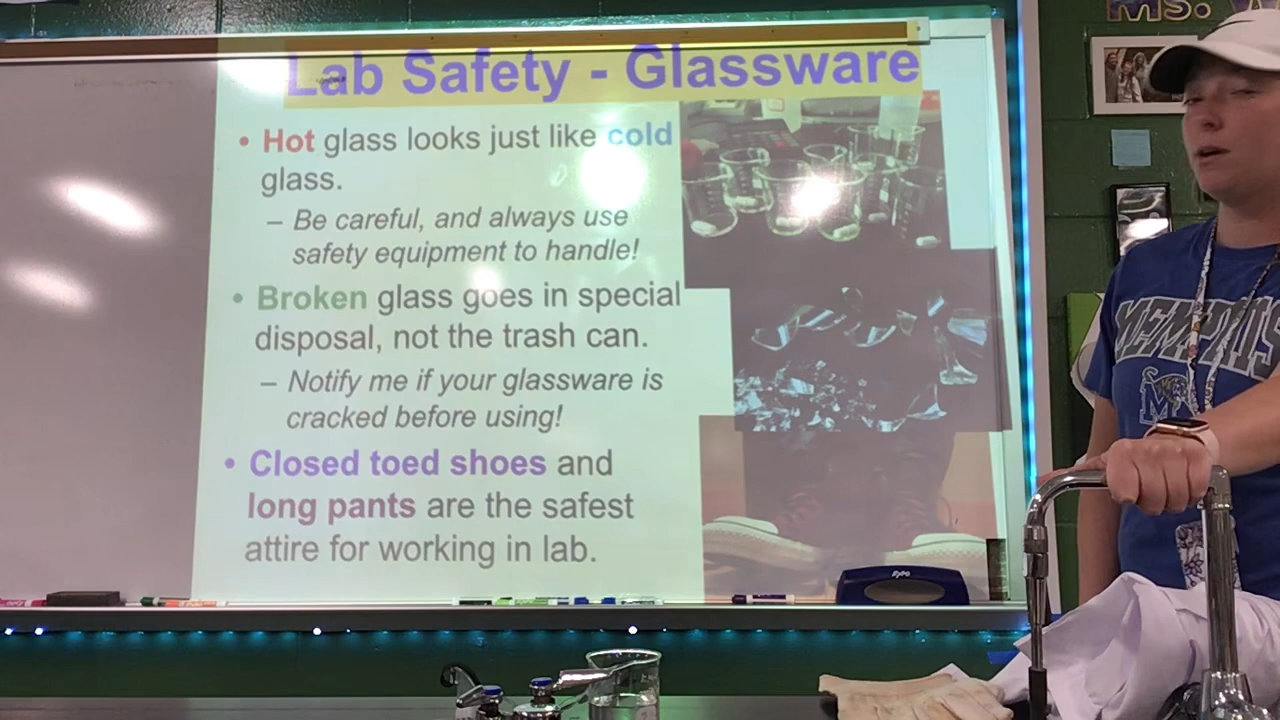 Ms. W
Lab Safety - Glassware
• Hot glass looks just like cold
glass.
– Be careful, and always use
safety equipment to handle!
• Broken glass goes in special
disposal, not the trash can.
– Notify me if your glassware is
cracked before using!
• Closed toed shoes and
long pants are the safest
attire for working in lab.
MEMPHIS
M
EXPO